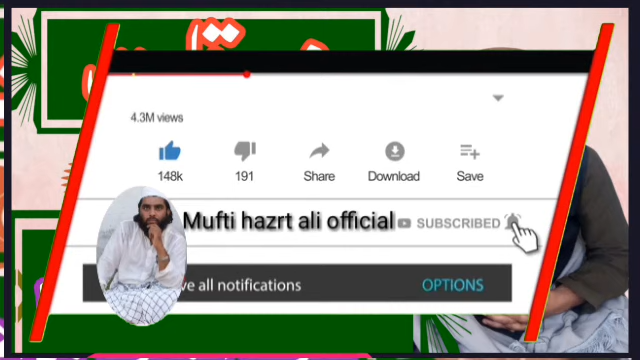 4.3M views
148k
191
Share
Download
Save
Mufti hazrt ali official
SUBSCRIBED
all notifications
OPTIONS